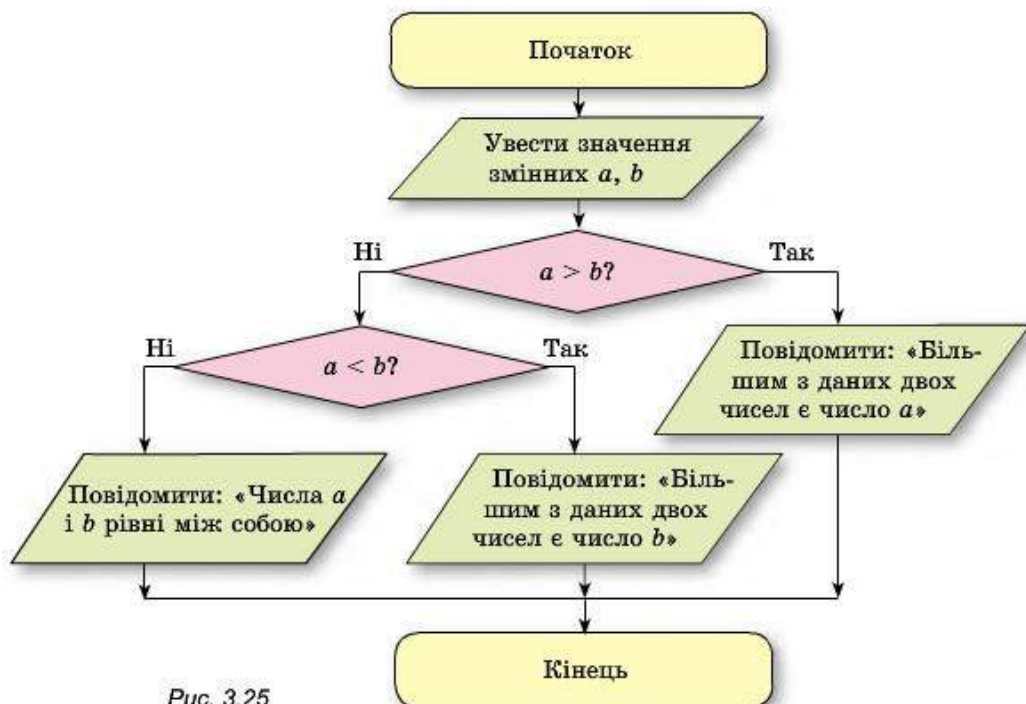 Початок
Увести значення
змінних a, b
Ні
Так
a > b?
Ні
Так
a < b?
Повідомити: «Біль-
шим з даних двох
чисел є число a»
Повідомити: «Числа a
і b рівні між собою»
Повідомити: «Біль-
шим з даних двох
чисел є число b»
Кінець
Рис. 3.25